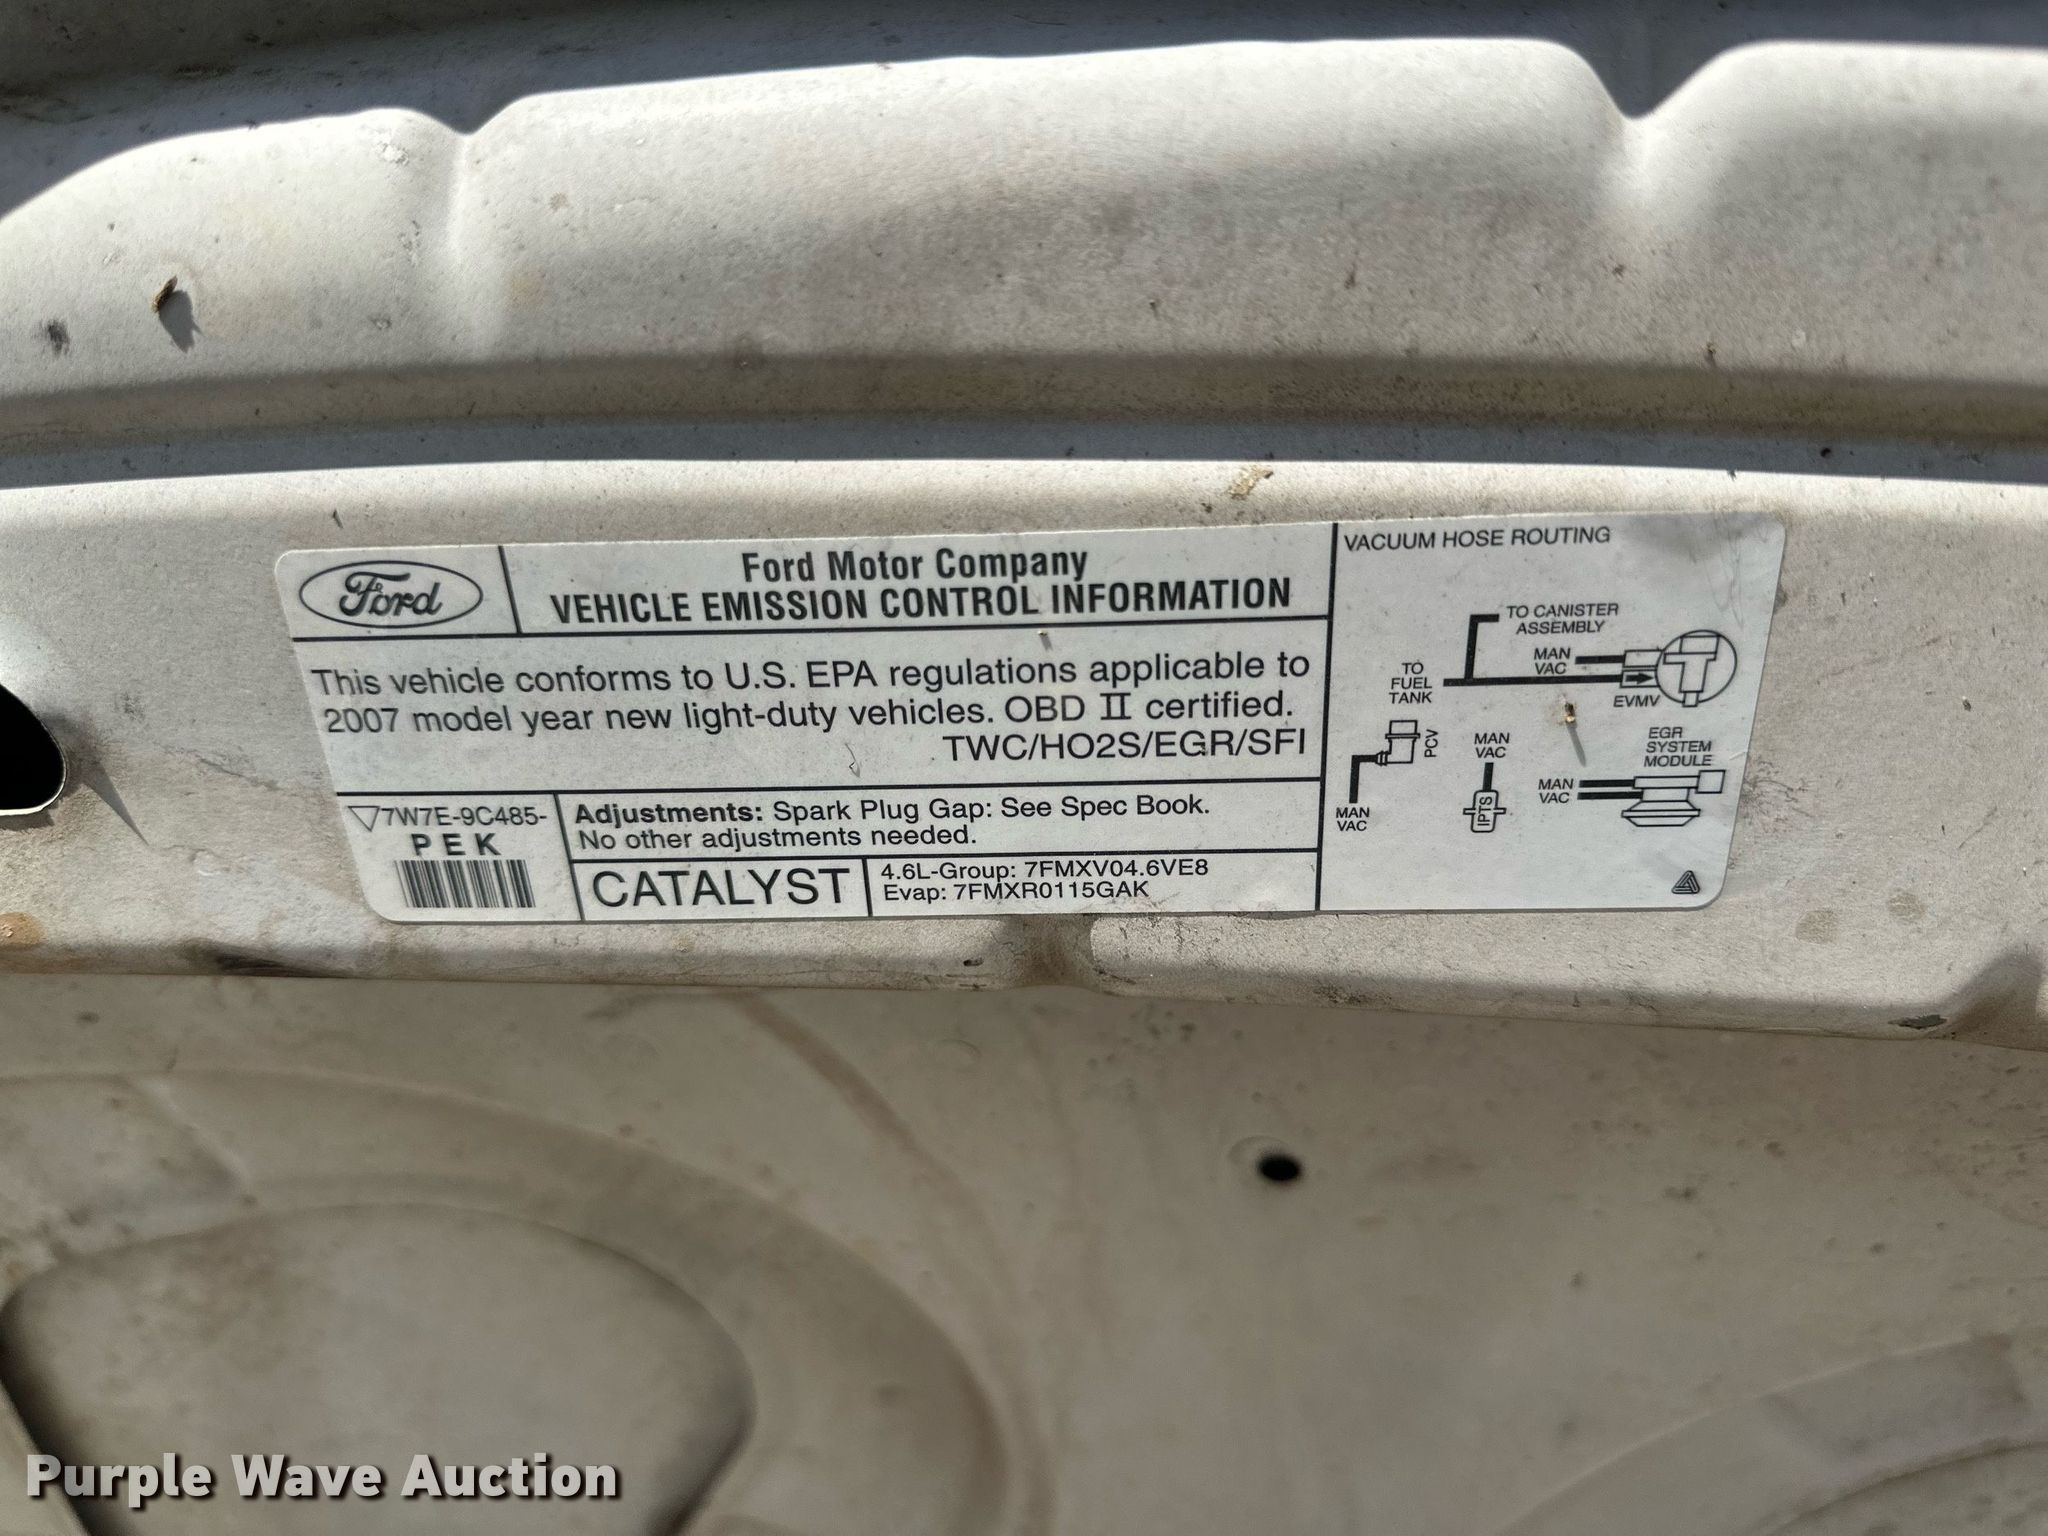 Ford
Ford Motor Company
VEHICLE EMISSION CONTROL INFORMATION
This vehicle conforms to U.S. EPA regulations applicable to
2007 model year new light-duty vehicles. OBD II certified.
TWC/HO2S/EGR/SFI
7W7E-9C485-
PEK
Adjustments: Spark Plug Gap: See Spec Book.
No other adjustments needed.
CATALYST
4.6L-Group: 7FMXV04.6VE8
Evap: 7FMXR0115GAK
VACUUM HOSE ROUTING
TO CANISTER
ASSEMBLY
MAN
VAC
TO
FUEL
TANK
EVMV
PCV
MAN
VAC
MAN
VAC
IPTS
EGR
SYSTEM
MODULE
MAN
VAC
Purple Wave Auction